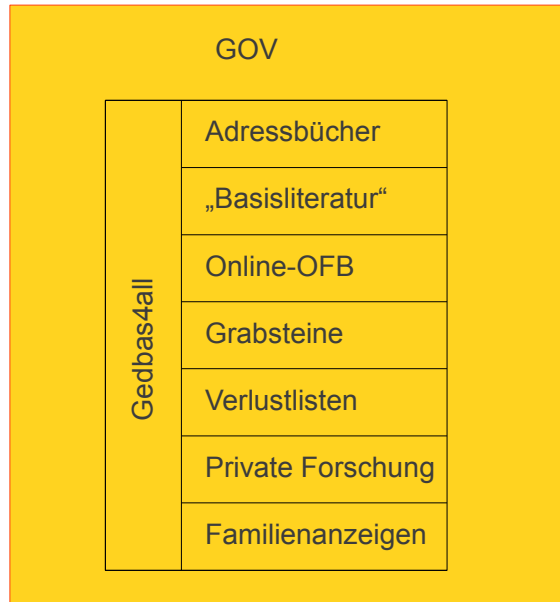 GOV
Gedbas4all
Adressbücher
„Basisliteratur“
Online-OFB
Grabsteine
Verlustlisten
Private Forschung
Familienanzeigen